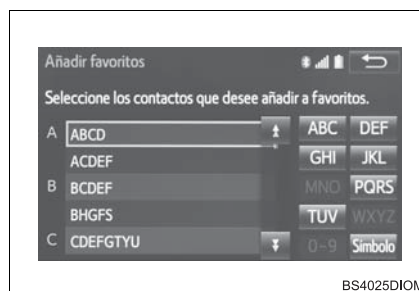 Añadir favoritos
Seleccione los contactos que desee añadir a favoritos.
A ABCD ABC DEF
ACDEF GHI JKL
B BCDEF MNO PQRS
BHGFS TUV WXYZ
C CDEFGTYU 0-9 Símbolo
BS4025DIOM